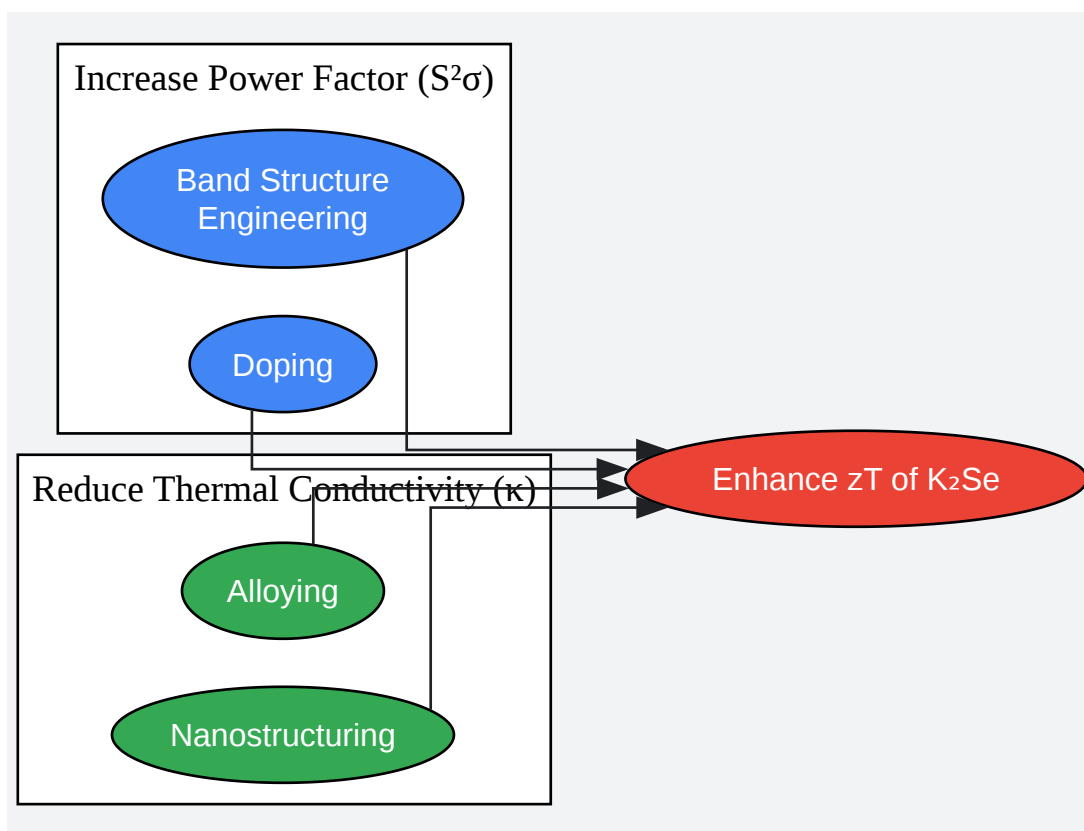 Increase Power Factor (S²σ)
Band Structure
Engineering
Doping
Reduce Thermal Conductivity (κ)
Alloying
Nanostructuring
Enhance zT of K₂Se